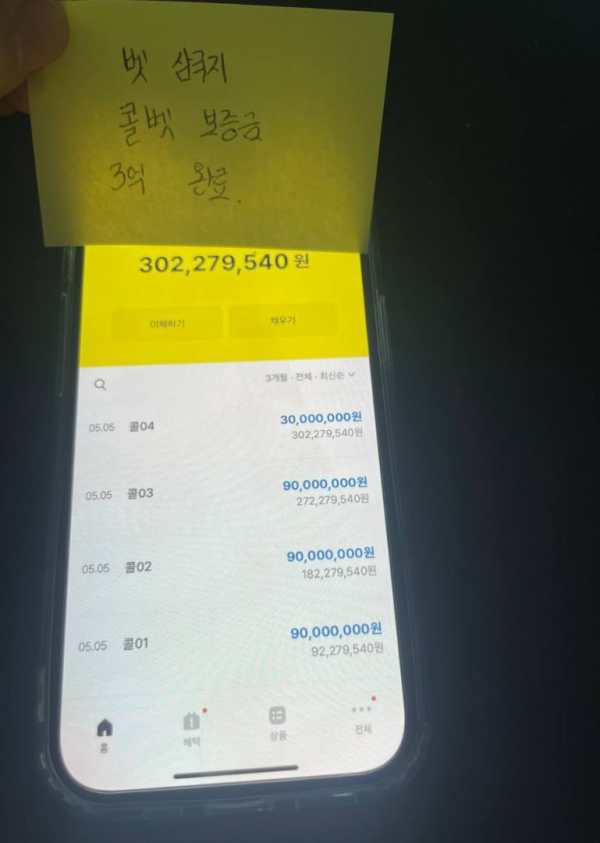 벳 삼국지
콜벳 보증금
3억 완료.
302,279,540원
이체하기 채우기
3개월 · 전체 · 최신순
05.05 콜04 30,000,000원
302,279,540원
05.05 콜03 90,000,000원
272,279,540원
05.05 콜02 90,000,000원
182,279,540원
05.05 콜01 90,000,000원
92,279,540원
홈 혜택 상품 전체